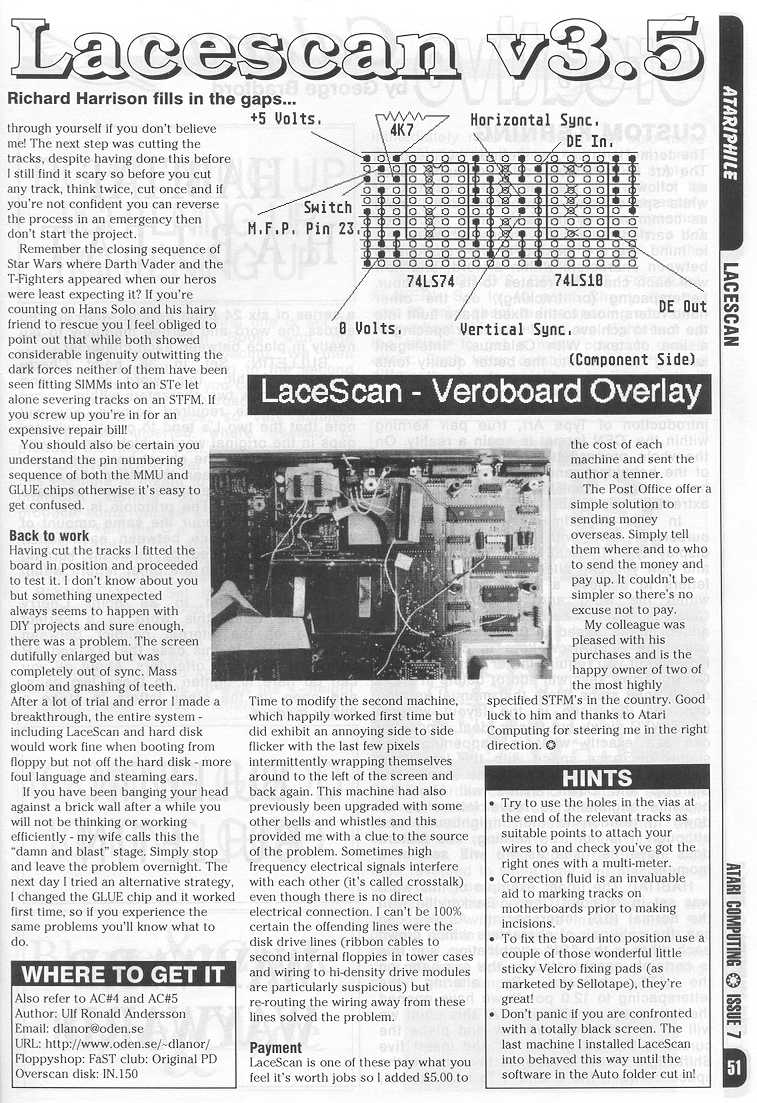 Lacescan v3.5
Richard Harrison fills in the gaps...
through yourself if you don't believe
me! The next step was cutting the
tracks, despite having done this before
I still find it scary so before you cut
any track, think twice, cut once and if
you're not confident you can reverse
the process in an emergency then
don't start the project.
Remember the closing sequence of
Star Wars where Darth Vader and the
T-Fighters appeared when our heros
were least expecting it? If you're
counting on Hans Solo and his hairy
friend to rescue you I feel obliged to
point out that while both showed
considerable ingenuity outwitting the
dark forces neither of them have been
seen fitting SIMMs into an STe let
alone severing tracks on an STFM. If
you screw up you're in for an
expensive repair bill!
You should also be certain you
understand the pin numbering
sequence of both the MMU and
GLUE chips otherwise it's easy to
get confused.
Back to work
Having cut the tracks I fitted the
board in position and proceeded
to test it. I don't know about you
but something unexpected
always seems to happen with
DIY projects and sure enough,
there was a problem. The screen
dutifully enlarged but was
completely out of sync. Mass
gloom and gnashing of teeth.
After a lot of trial and error I made a
breakthrough, the entire system -
including LaceScan and hard disk
would work fine when booting from
floppy but not off the hard disk - more
foul language and steaming ears.
If you have been banging your head
against a brick wall after a while you
will not be thinking or working
efficiently - my wife calls this the
"damn and blast" stage. Simply stop
and leave the problem overnight. The
next day I tried an alternative strategy,
I changed the GLUE chip and it worked
first time, so if you experience the
same problems you'll know what to
do.
WHERE TO GET IT
Also refer to AC#4 and AC#5
Author: Ulf Ronald Andersson
Email: dlanor@oden.se
URL: http://www.oden.se/~dlanor/
Floppyshop: FaST club: Original PD
Overscan disk: IN.150
+5 Volts.
4K7
Horizontal Sync.
DE In.
Switch
M.F.P. Pin 23.
74LS74
74LS10
DE Out
0 Volts.
Vertical Sync.
(Component Side)
LaceScan - Veroboard Overlay
Time to modify the second machine,
which happily worked first time but
did exhibit an annoying side to side
flicker with the last few pixels
intermittently wrapping themselves
around to the left of the screen and
back again. This machine had also
previously been upgraded with some
other bells and whistles and this
provided me with a clue to the source
of the problem. Sometimes high
frequency electrical signals interfere
with each other (it's called crosstalk)
even though there is no direct
electrical connection. I can't be 100%
certain the offending lines were the
disk drive lines (ribbon cables to
second internal floppies in tower cases
and wiring to hi-density drive modules
are particularly suspicious) but
re-routing the wiring away from these
lines solved the problem.
Payment
LaceScan is one of these pay what you
feel it's worth jobs so I added £5.00 to
the cost of each
machine and sent the
author a tenner.
The Post Office offer a
simple solution to
sending money
overseas. Simply tell
them where and to who
to send the money and
pay up. It couldn't be
simpler so there's no
excuse not to pay.
My colleague was
pleased with his
purchases and is the
happy owner of two of
the most highly
specified STFM's in the country. Good
luck to him and thanks to Atari
Computing for steering me in the right
direction.
HINTS
• Try to use the holes in the vias at
the end of the relevant tracks as
suitable points to attach your
wires to and check you've got the
right ones with a multi-meter.
• Correction fluid is an invaluable
aid to marking tracks on
motherboards prior to making
incisions.
• To fix the board into position use a
couple of those wonderful little
sticky Velcro fixing pads (as
marketed by Sellotape), they're
great!
• Don't panic if you are confronted
with a totally black screen. The
last machine I installed LaceScan
into behaved this way until the
software in the Auto folder cut in!
ATARIPHILE
LACESCAN
ATARI COMPUTING ISSUE 7
51